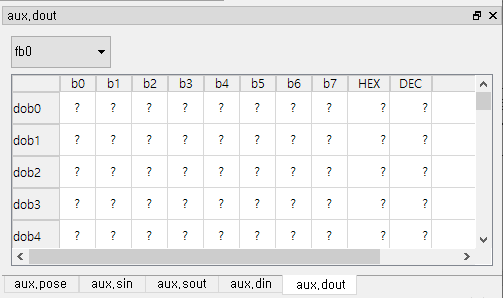 aux,dout
fb0
b0 b1 b2 b3 b4 b5 b6 b7 HEX DEC
dob0 ? ? ? ? ? ? ? ? ? ?
dob1 ? ? ? ? ? ? ? ? ? ?
dob2 ? ? ? ? ? ? ? ? ? ?
dob3 ? ? ? ? ? ? ? ? ? ?
dob4 ? ? ? ? ? ? ? ? ? ?
aux,pose aux,sin aux,sout aux,din aux,dout